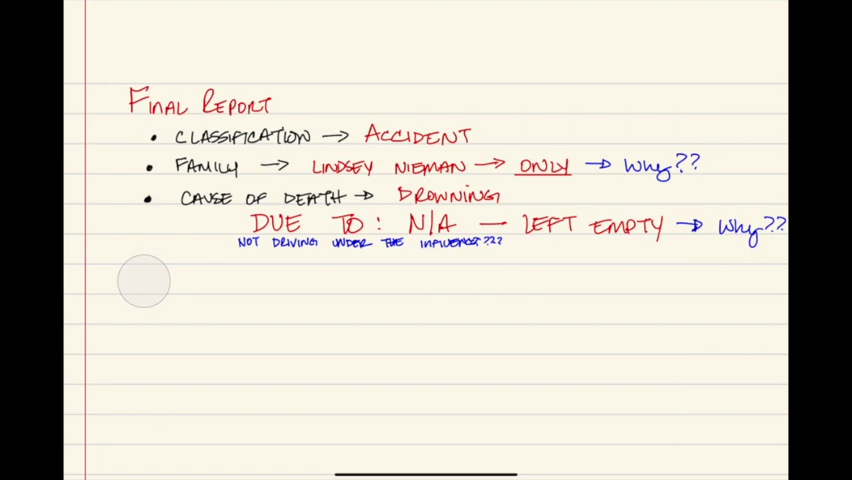 FINAL REPORT
• CLASSIFICATION → ACCIDENT
• FAMILY → LINDSEY NIEMAN → ONLY → WHY??
• CAUSE OF DEATH → DROWNING
DUE TO: N/A — LEFT EMPTY → WHY??
NOT DRIVING UNDER THE INFLUENCE???